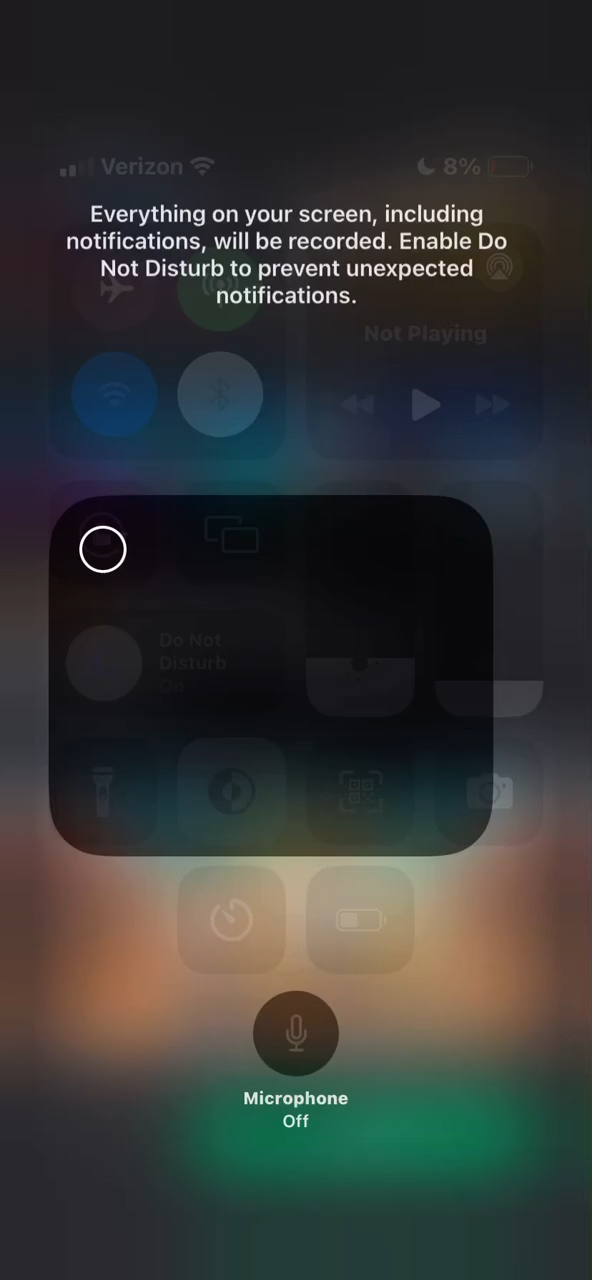 Verizon 8%
Everything on your screen, including
notifications, will be recorded. Enable Do
Not Disturb to prevent unexpected
notifications.
Not Playing
Do Not
Disturb
On
Microphone
Off